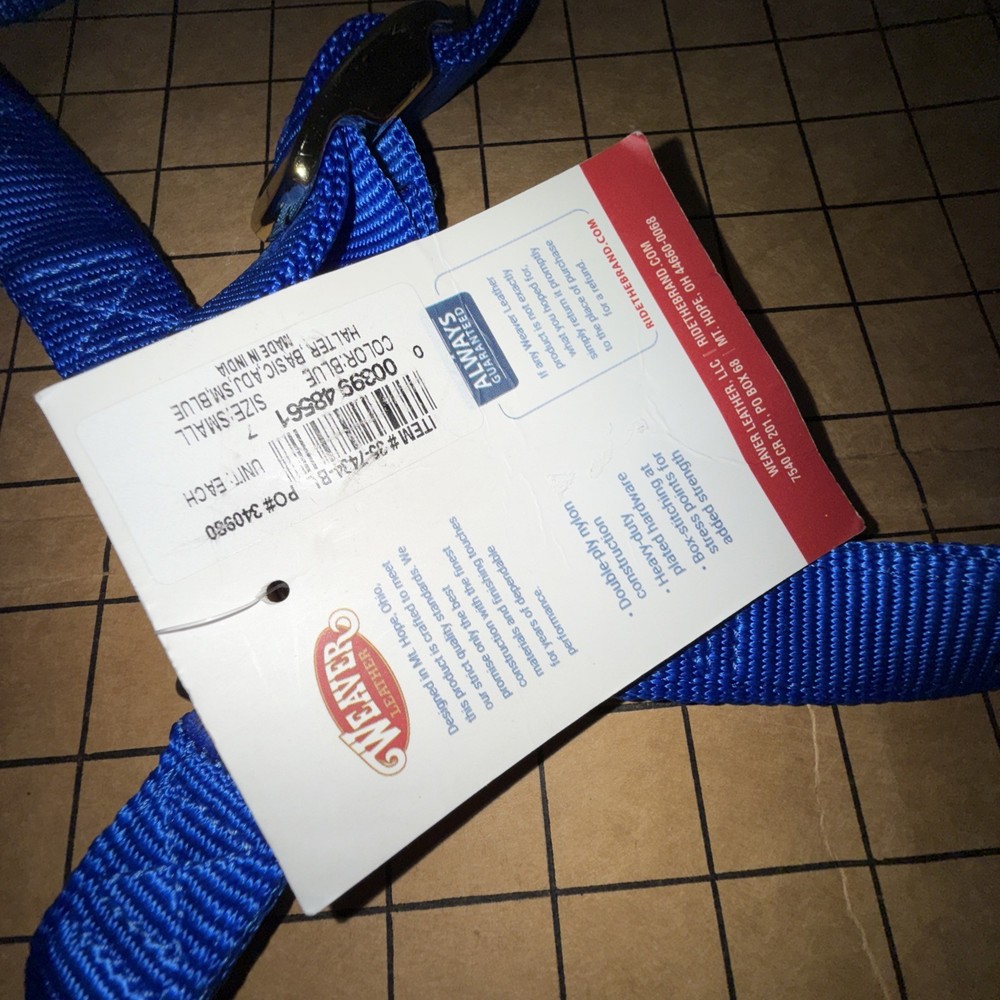 WEAVER
LEATHER
Designed in Mt. Hope, Ohio,
this product is crafted to meet
our strict quality standards. We
promise only the best
construction with the finest
materials and finishing touches
for years of dependable
performance.
• Double ply nylon
construction
• Heavy-duty
plated hardware
• Box-stitching at
stress points for
added strength
ALWAYS
GUARANTEED
If any Weaver Leather
product is not exactly
what you hoped for,
simply return it promptly
to the place of purchase
for a refund.
RIDETHEBRAND.COM
WEAVER LEATHER, LLC | RIDETHEBRAND.COM
7540 CR 201, PO BOX 68 | MT. HOPE, OH 44660-0068
ITEM # 35-7434-BL PO# 340980
0 00399 48561 7
UNIT: EACH
COLOR:BLUE SIZE:SMALL
HALTER, BASIC,ADJ,SM,BLUE
MADE IN INDIA